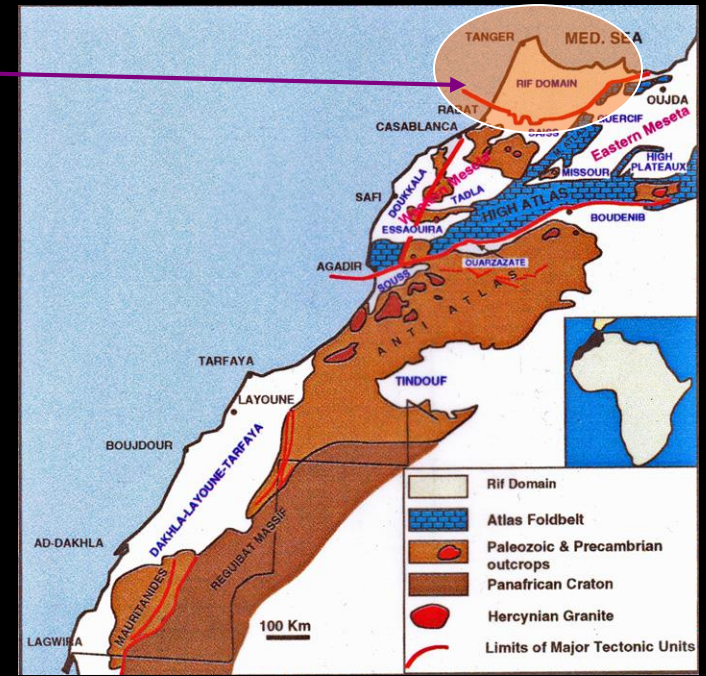 TANGER
MED. SEA
RIF DOMAIN
OUJDA
RABAT
GUERCIF
SAISS
CASABLANCA
Eastern Meseta
HIGH
PLATEAUX
MISSOUR
DOUKKALA
Western Meseta
SAFI
TADLA
HIGH ATLAS
ESSAOUIRA
BOUDENIB
AGADIR
OUARZAZATE
SOUSS
ANTI ATLAS
TARFAYA
TINDOUF
LAYOUNE
BOUJDOUR
DAKHLA-LAYOUNE-TARFAYA
AD-DAKHLA
REGUIBAT MASSIF
MAURITANIDES
LAGWIRA
100 Km
Rif Domain
Atlas Foldbelt
Paleozoic & Precambrian
outcrops
Panafrican Craton
Hercynian Granite
Limits of Major Tectonic Units